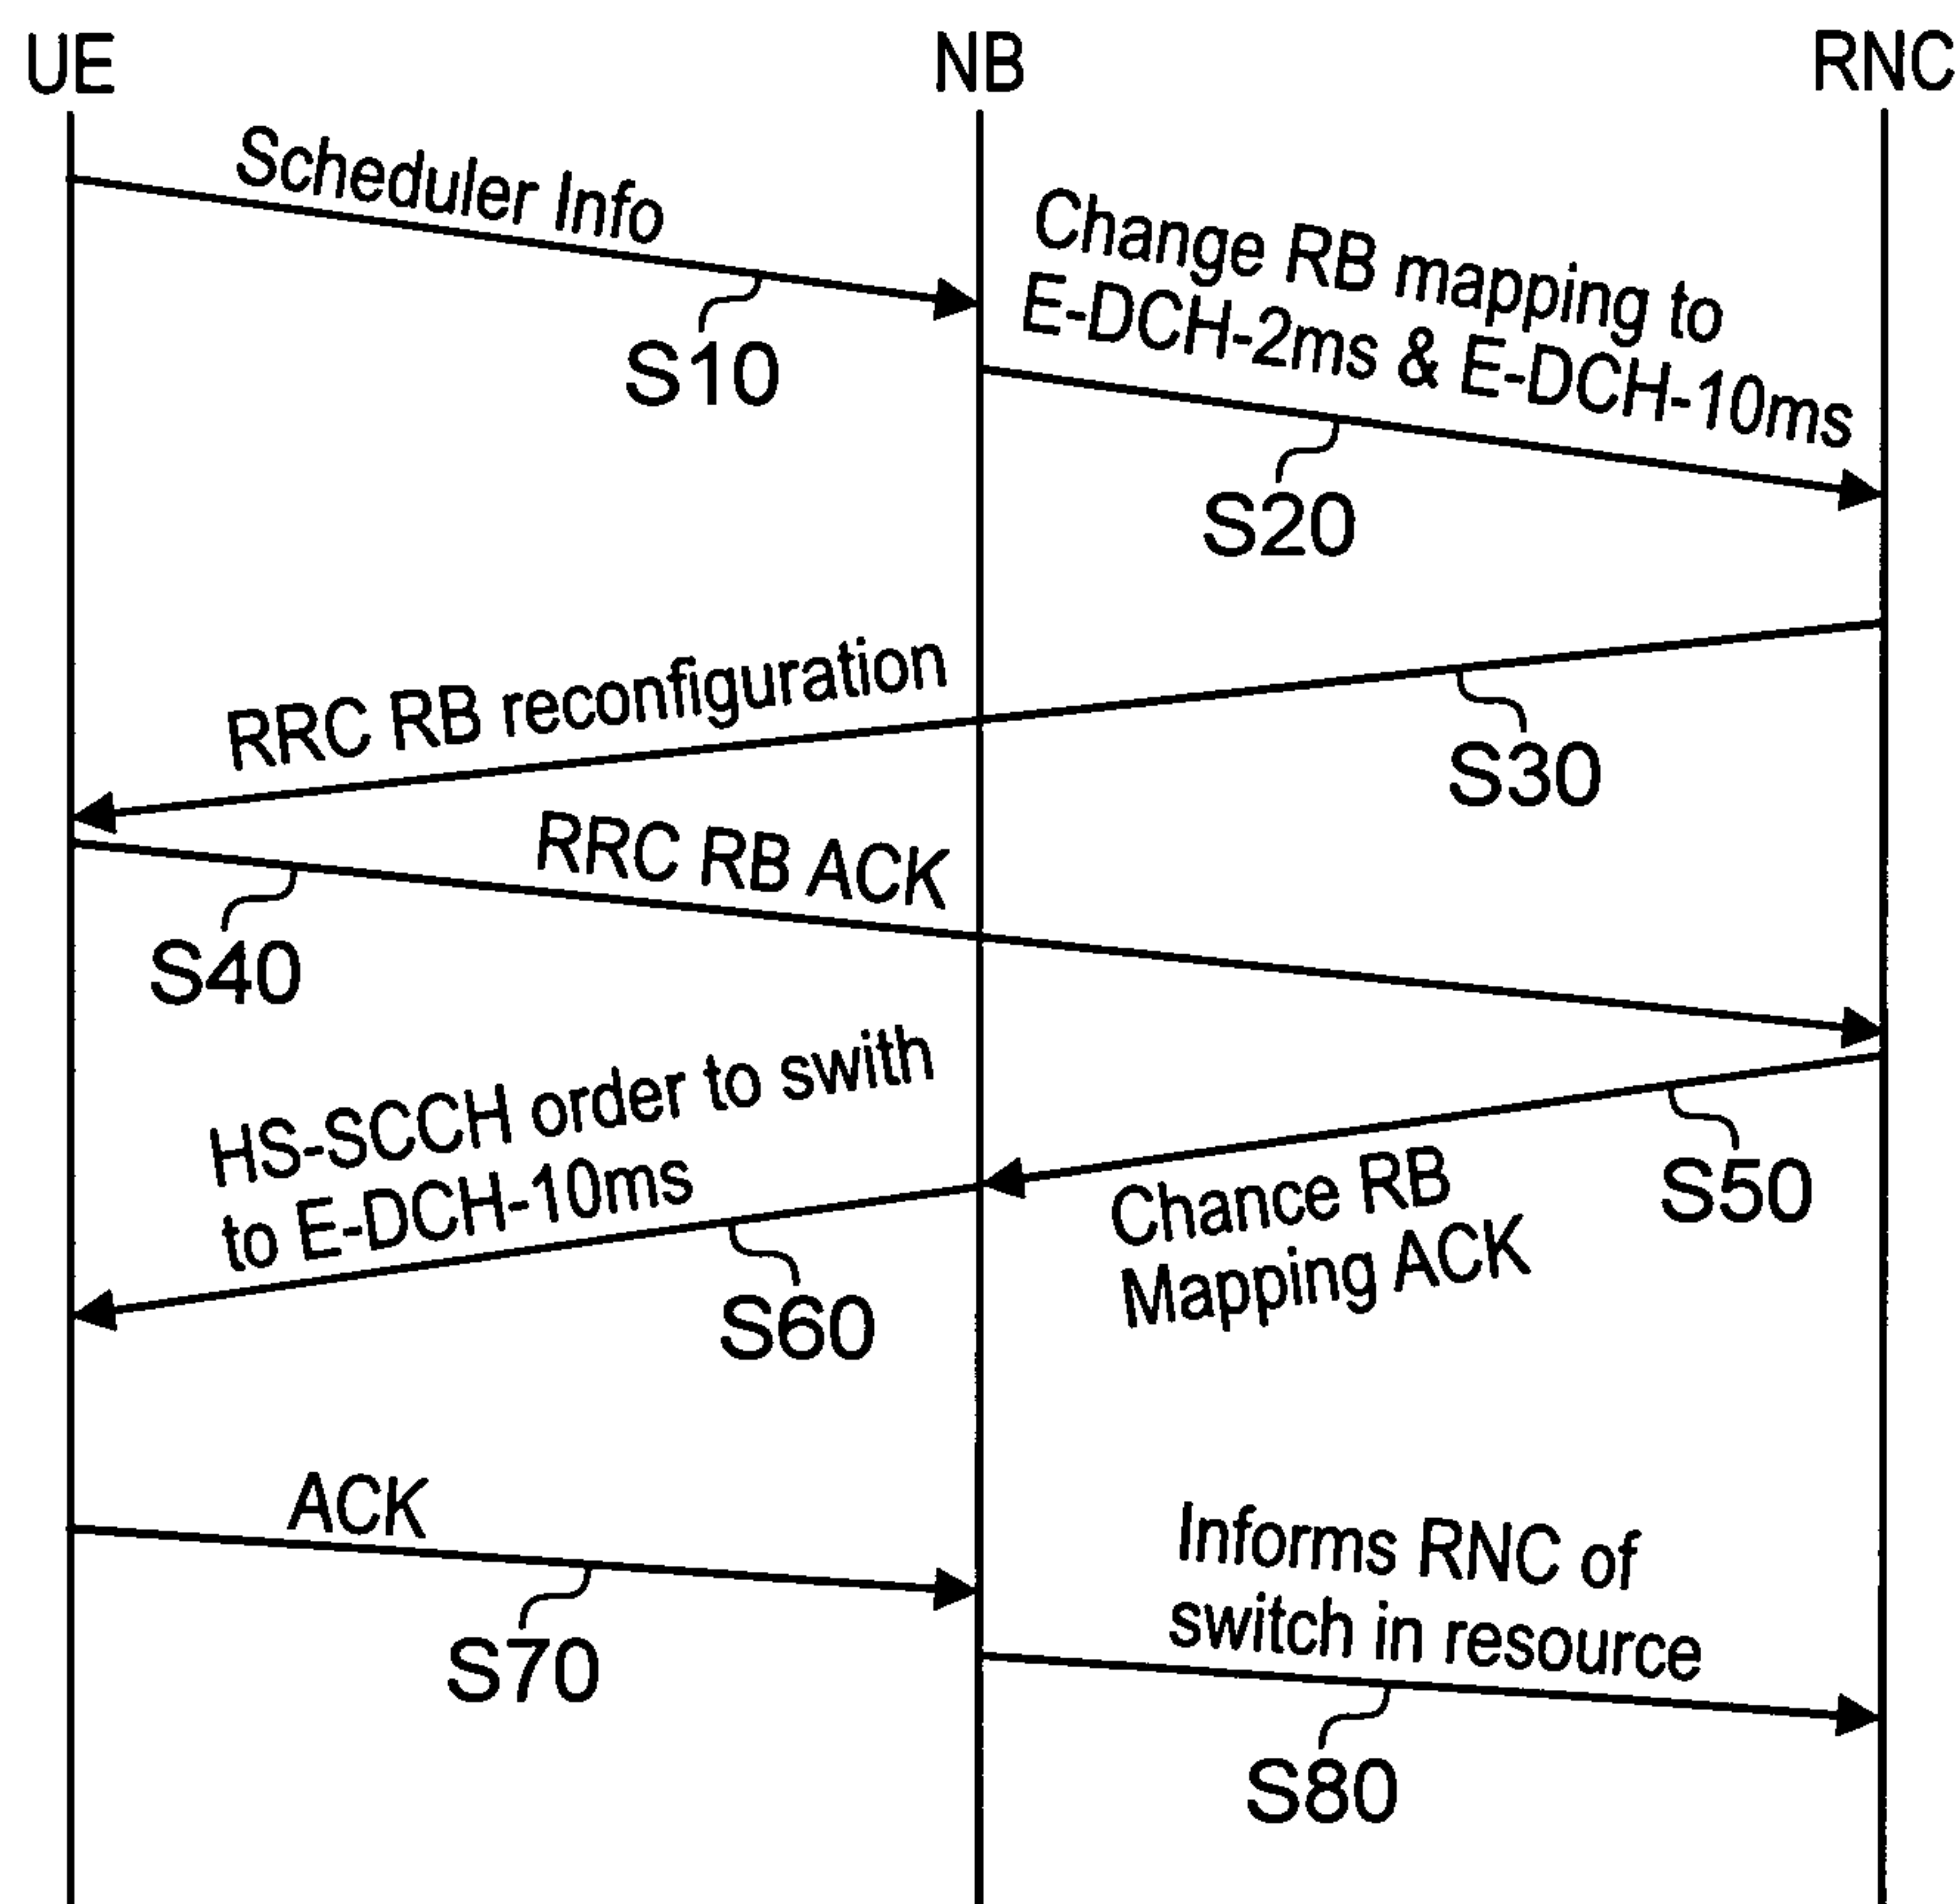 UE
NB
RNC
Scheduler Info
S10
Change RB mapping to
E-DCH-2ms & E-DCH-10ms
S20
RRC RB reconfiguration
S30
RRC RB ACK
S40
HS-SCCH order to swith
to E-DCH-10ms
S50
Chance RB
Mapping ACK
S60
ACK
S70
Informs RNC of
switch in resource
S80